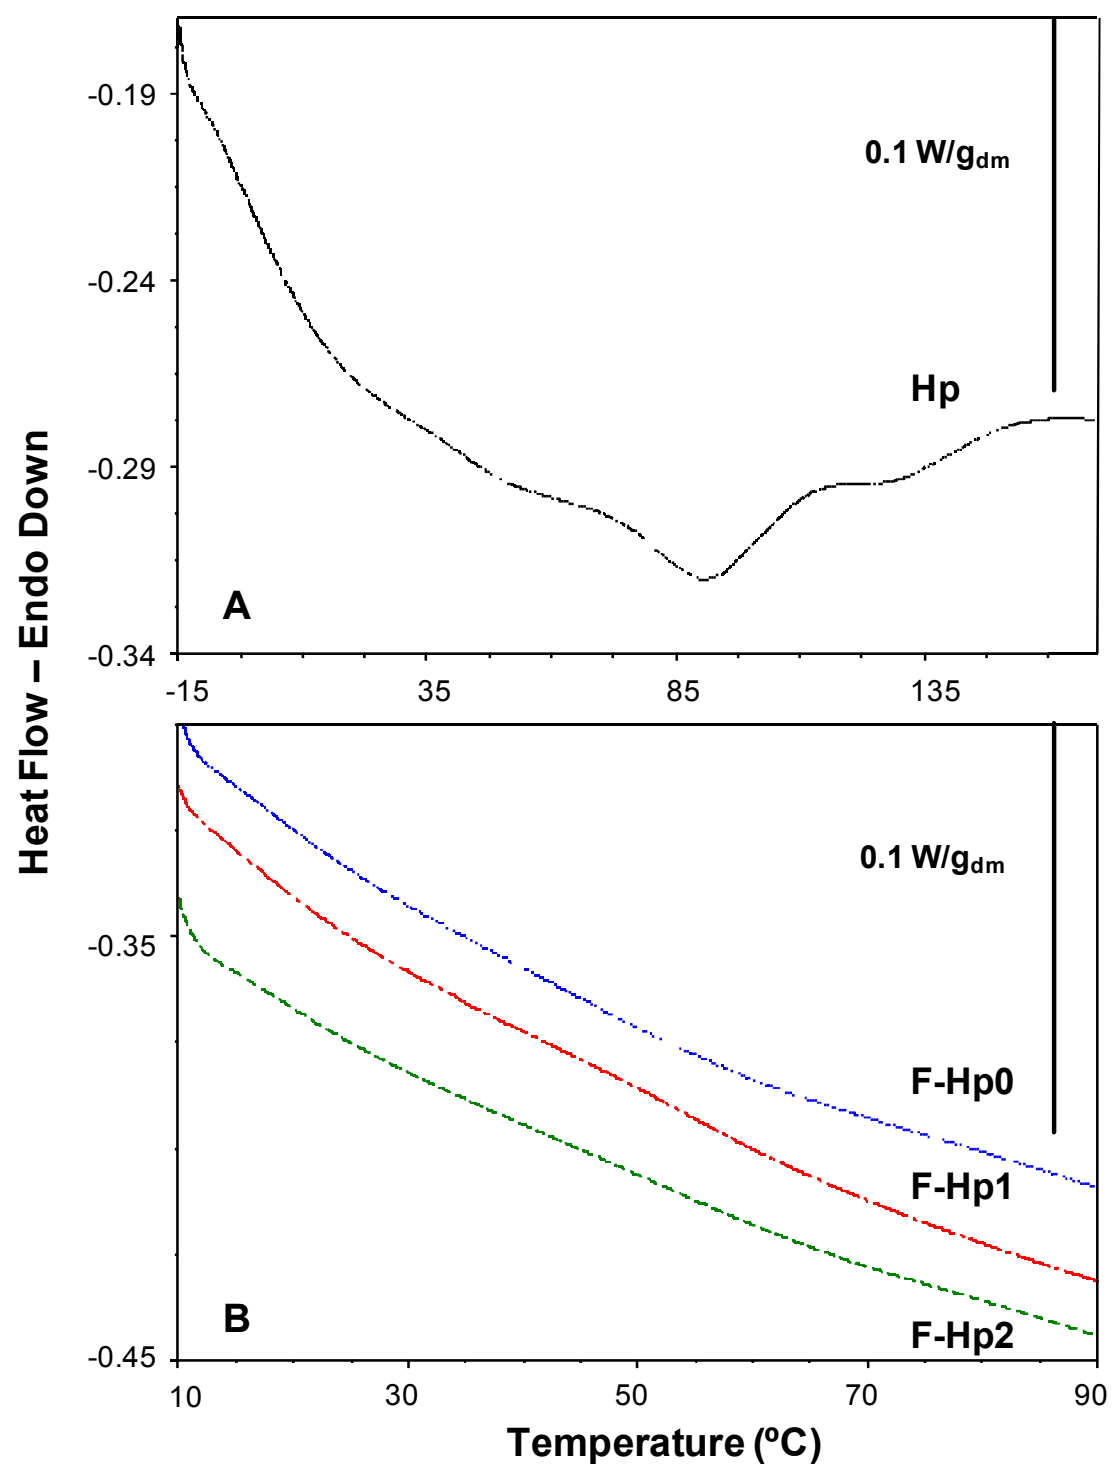 -0.19
0.1 W/gdm
-0.24
Hp
-0.29
A
-0.34
-15 35 85 135
Heat Flow – Endo Down
0.1 W/gdm
-0.35
F-Hp0
F-Hp1
B
F-Hp2
-0.45
10 30 50 70 90
Temperature (ºC)